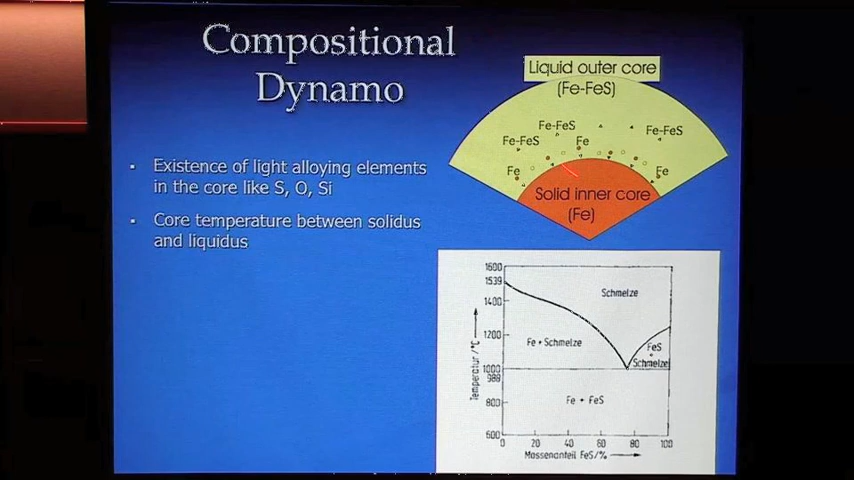 Compositional
Dynamo
Existence of light alloying elements
in the core like S, O, Si
Core temperature between solidus
and liquidus
Liquid outer core
(Fe-FeS)
Fe-FeS
Fe-FeS
Fe
Fe-FeS
Fe
Fe
Solid inner core
(Fe)
1600
1539
1400
1200
1000
988
800
600
Temperatur/°C
Schmelze
Fe + Schmelze
FeS
+
Schmelze
Fe + FeS
0
20
40
60
80
100
Massenanteil FeS/%